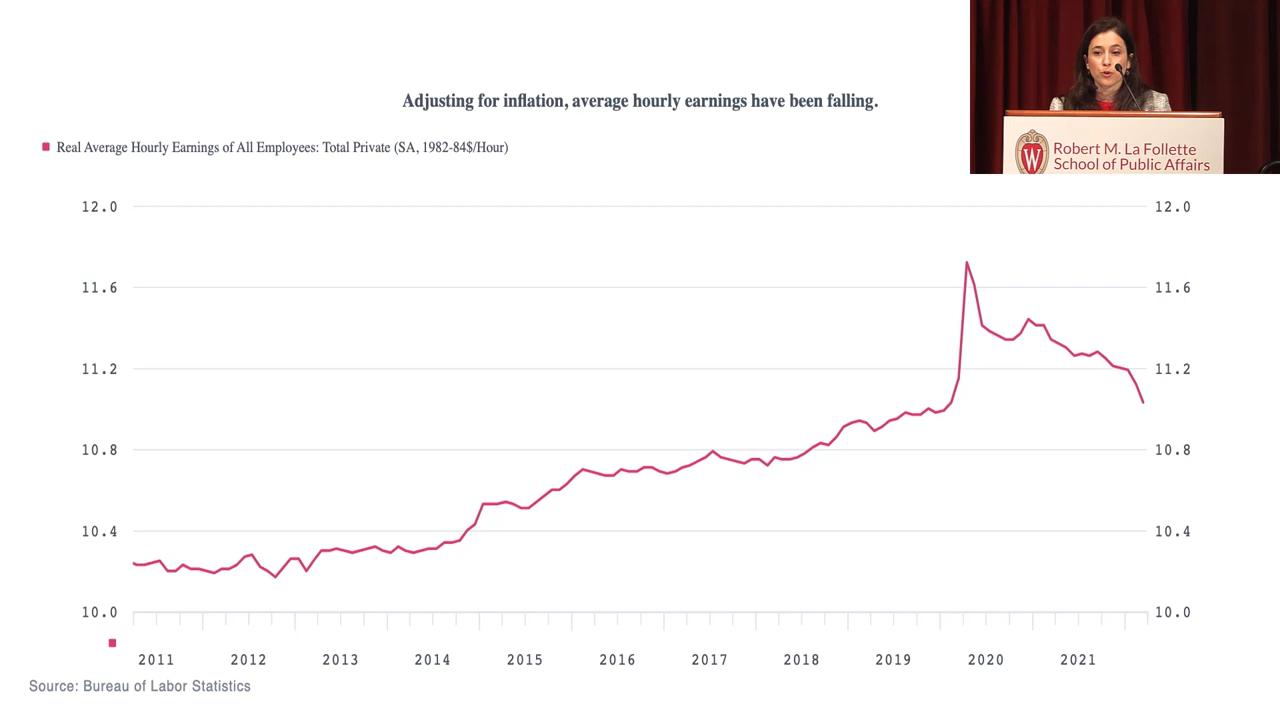 Adjusting for inflation, average hourly earnings have been falling.
Real Average Hourly Earnings of All Employees: Total Private (SA, 1982-84$/Hour)
W
Robert M. La Follette
School of Public Affairs
12.0 12.0
11.6 11.6
11.2 11.2
10.8 10.8
10.4 10.4
10.0 10.0
2011 2012 2013 2014 2015 2016 2017 2018 2019 2020 2021
Source: Bureau of Labor Statistics